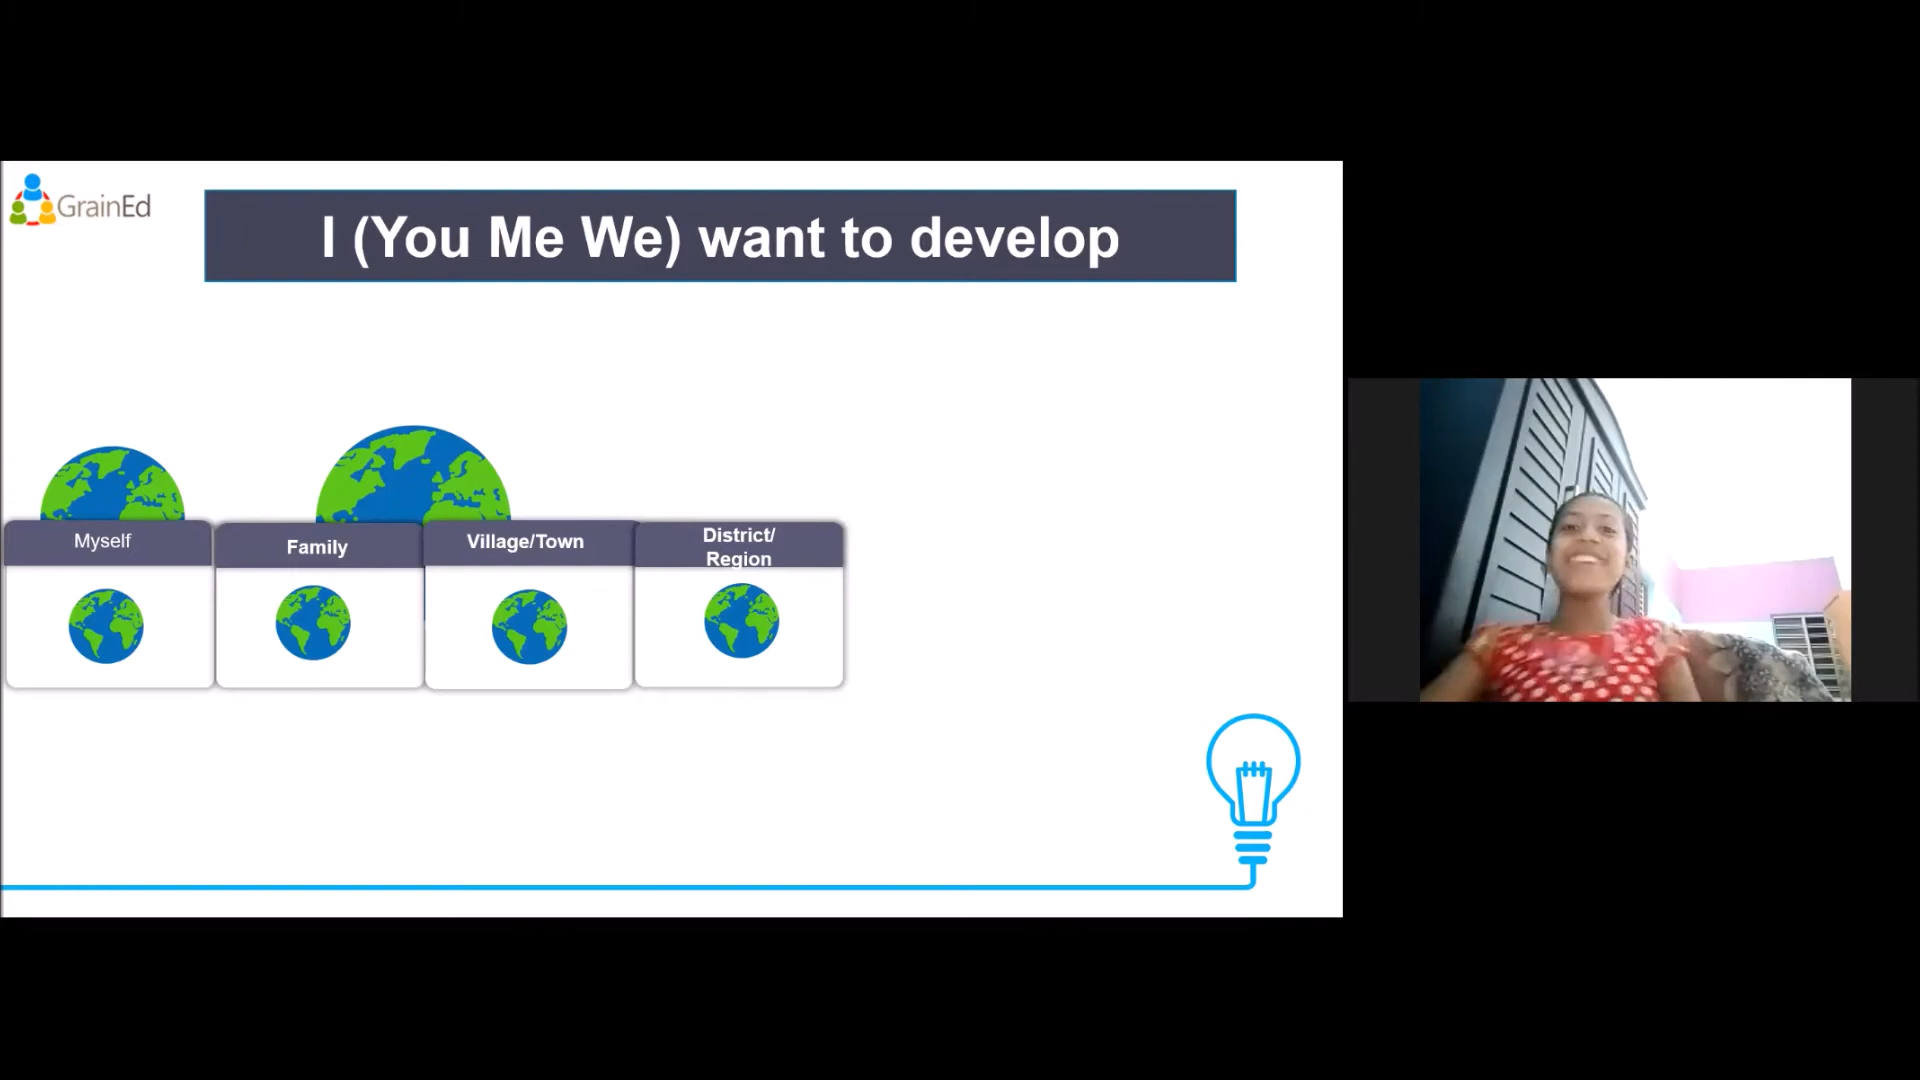 GrainEd
I (You Me We) want to develop
Myself
Family
Village/Town
District/
Region